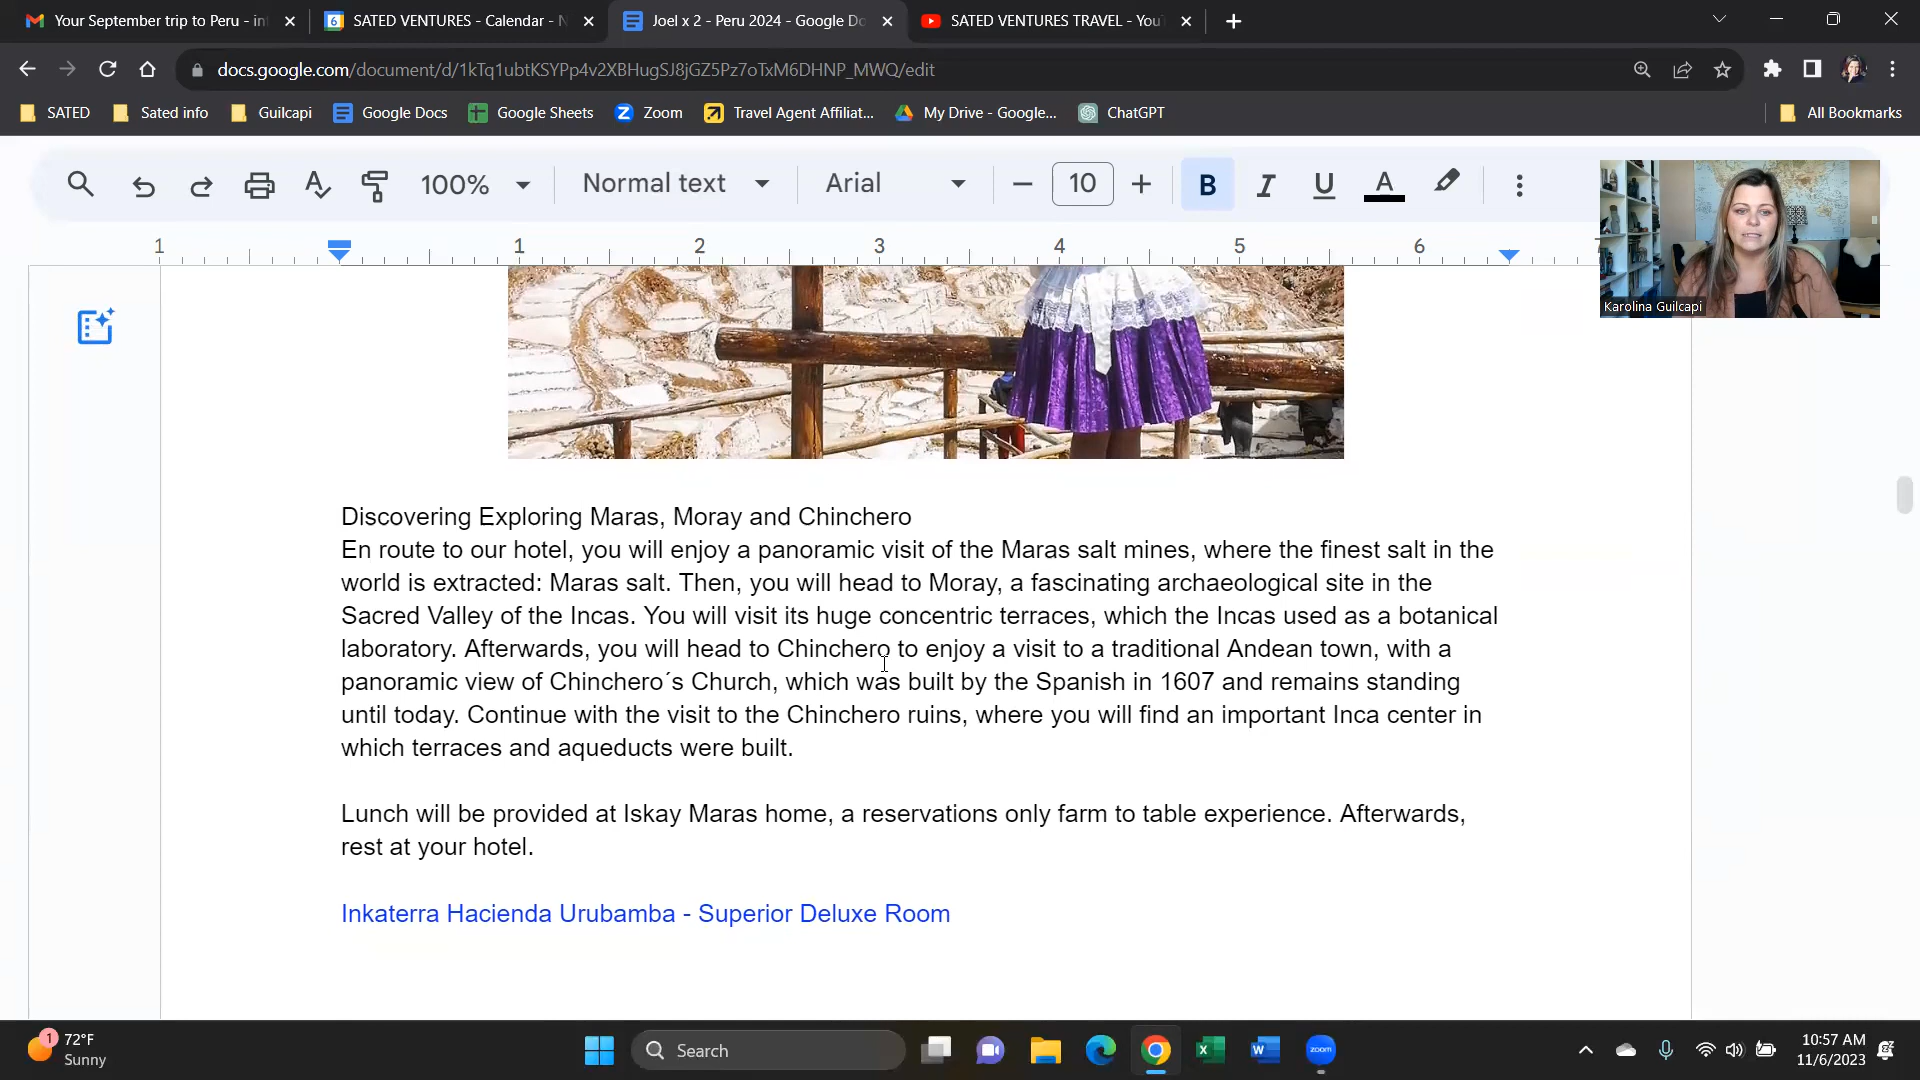 Your September trip to Peru - in
SATED VENTURES - Calendar - N
Joel x 2 - Peru 2024 - Google Do
SATED VENTURES TRAVEL - You
docs.google.com/document/d/1kTq1ubtKSYPp4v2XBHugSJ8jGZ5Pz7oTxM6DHNP_MWQ/edit
SATED
Sated info
Guilcapi
Google Docs
Google Sheets
Zoom
Travel Agent Affiliat...
My Drive - Google...
ChatGPT
All Bookmarks
100%
Normal text
Arial
10
B I U A
1 1 2 3 4 5 6 7
Karolina Guilcapi
Discovering Exploring Maras, Moray and Chinchero
En route to our hotel, you will enjoy a panoramic visit of the Maras salt mines, where the finest salt in the
world is extracted: Maras salt. Then, you will head to Moray, a fascinating archaeological site in the
Sacred Valley of the Incas. You will visit its huge concentric terraces, which the Incas used as a botanical
laboratory. Afterwards, you will head to Chinchero to enjoy a visit to a traditional Andean town, with a
panoramic view of Chinchero´s Church, which was built by the Spanish in 1607 and remains standing
until today. Continue with the visit to the Chinchero ruins, where you will find an important Inca center in
which terraces and aqueducts were built.
Lunch will be provided at Iskay Maras home, a reservations only farm to table experience. Afterwards,
rest at your hotel.
Inkaterra Hacienda Urubamba - Superior Deluxe Room
1
72°F
Sunny
Search
zoom
10:57 AM
11/6/2023